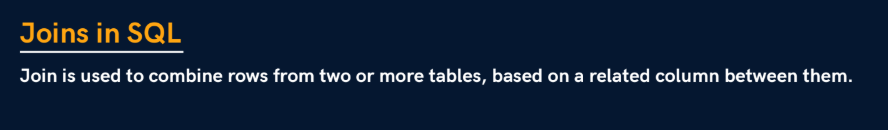 Joins in SQL
Join is used to combine rows from two or more tables, based on a related column between them.